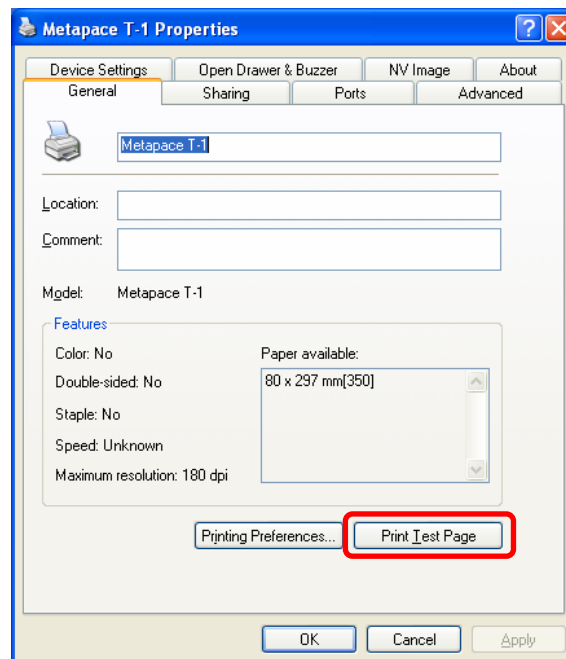 Metapace T-1 Properties
Device Settings Open Drawer & Buzzer NV Image About
General Sharing Ports Advanced
Metapace T-1
Location:
Comment:
Model: Metapace T-1
Features
Color: No Paper available:
80 x 297 mm[350]
Double-sided: No
Staple: No
Speed: Unknown
Maximum resolution: 180 dpi
Printing Preferences... Print Test Page
OK Cancel Apply